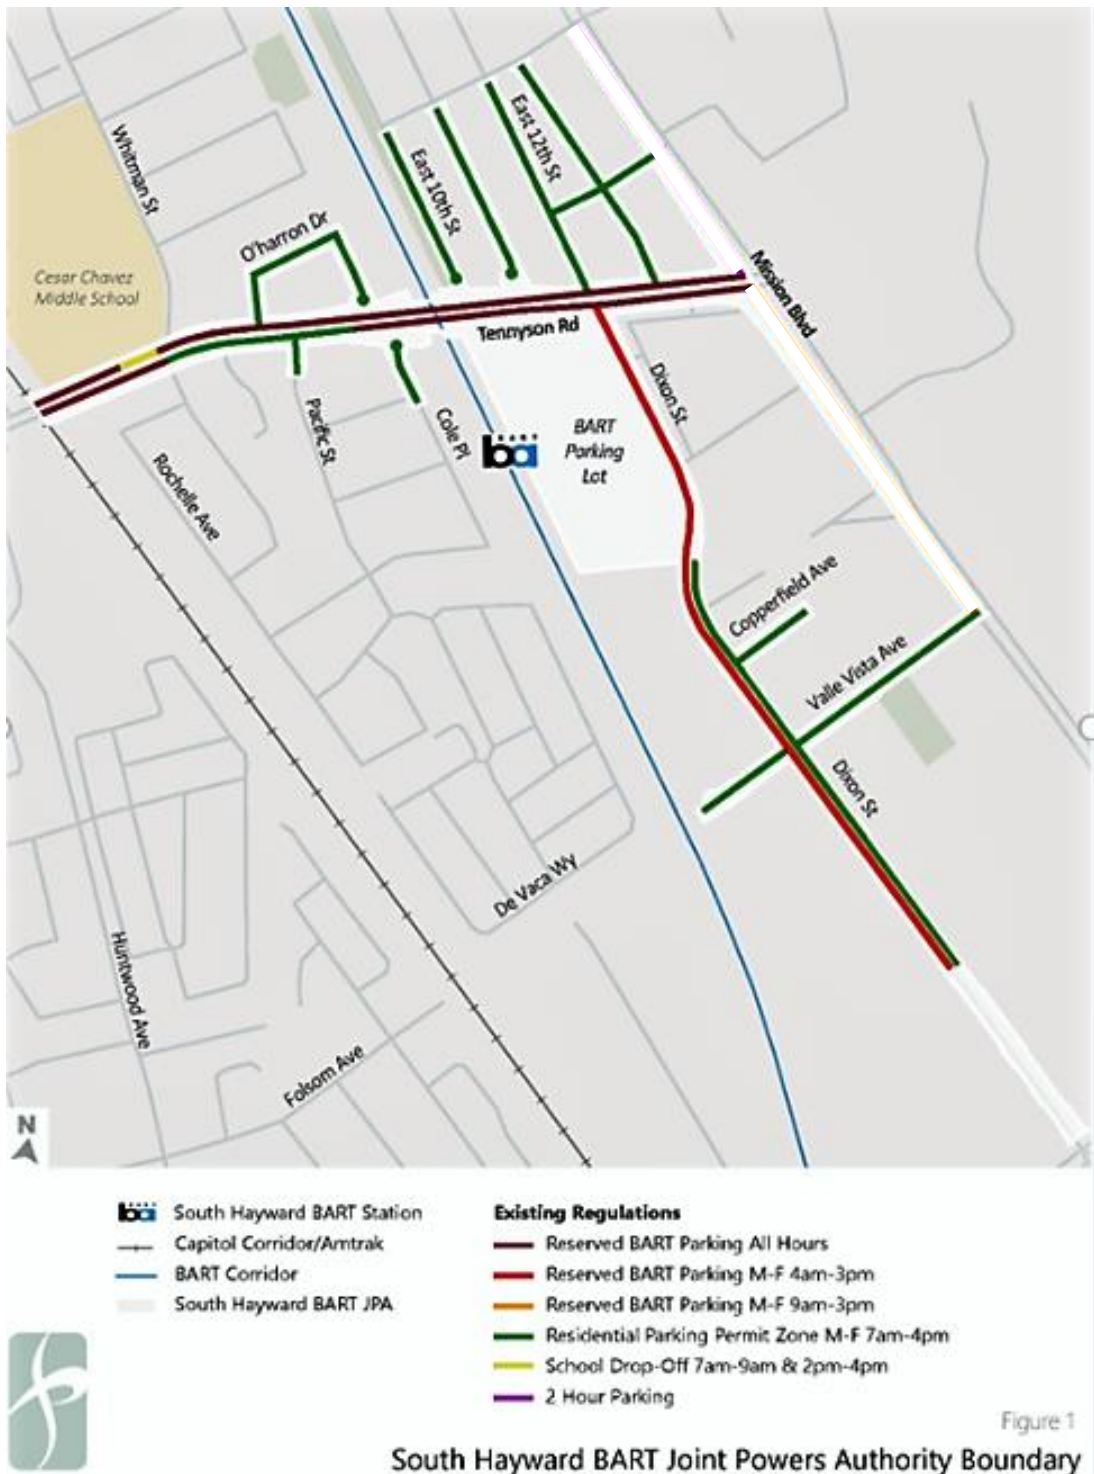 Whitman St
East 12th St
East 10th St
O'harron Dr
Cesar Chavez
Middle School
Mission Blvd
Tennyson Rd
Dixon St
Pacific St
Cole Pl
BART
Parking
Lot
ba
Rochelle Ave
Copperfield Ave
Valle Vista Ave
Dixon St
De Vaca Wy
Huntwood Ave
Folsom Ave
N
ba South Hayward BART Station
Capitol Corridor/Amtrak
BART Corridor
South Hayward BART JPA
Existing Regulations
Reserved BART Parking All Hours
Reserved BART Parking M-F 4am-3pm
Reserved BART Parking M-F 9am-3pm
Residential Parking Permit Zone M-F 7am-4pm
School Drop-Off 7am-9am & 2pm-4pm
2 Hour Parking
Figure 1
South Hayward BART Joint Powers Authority Boundary